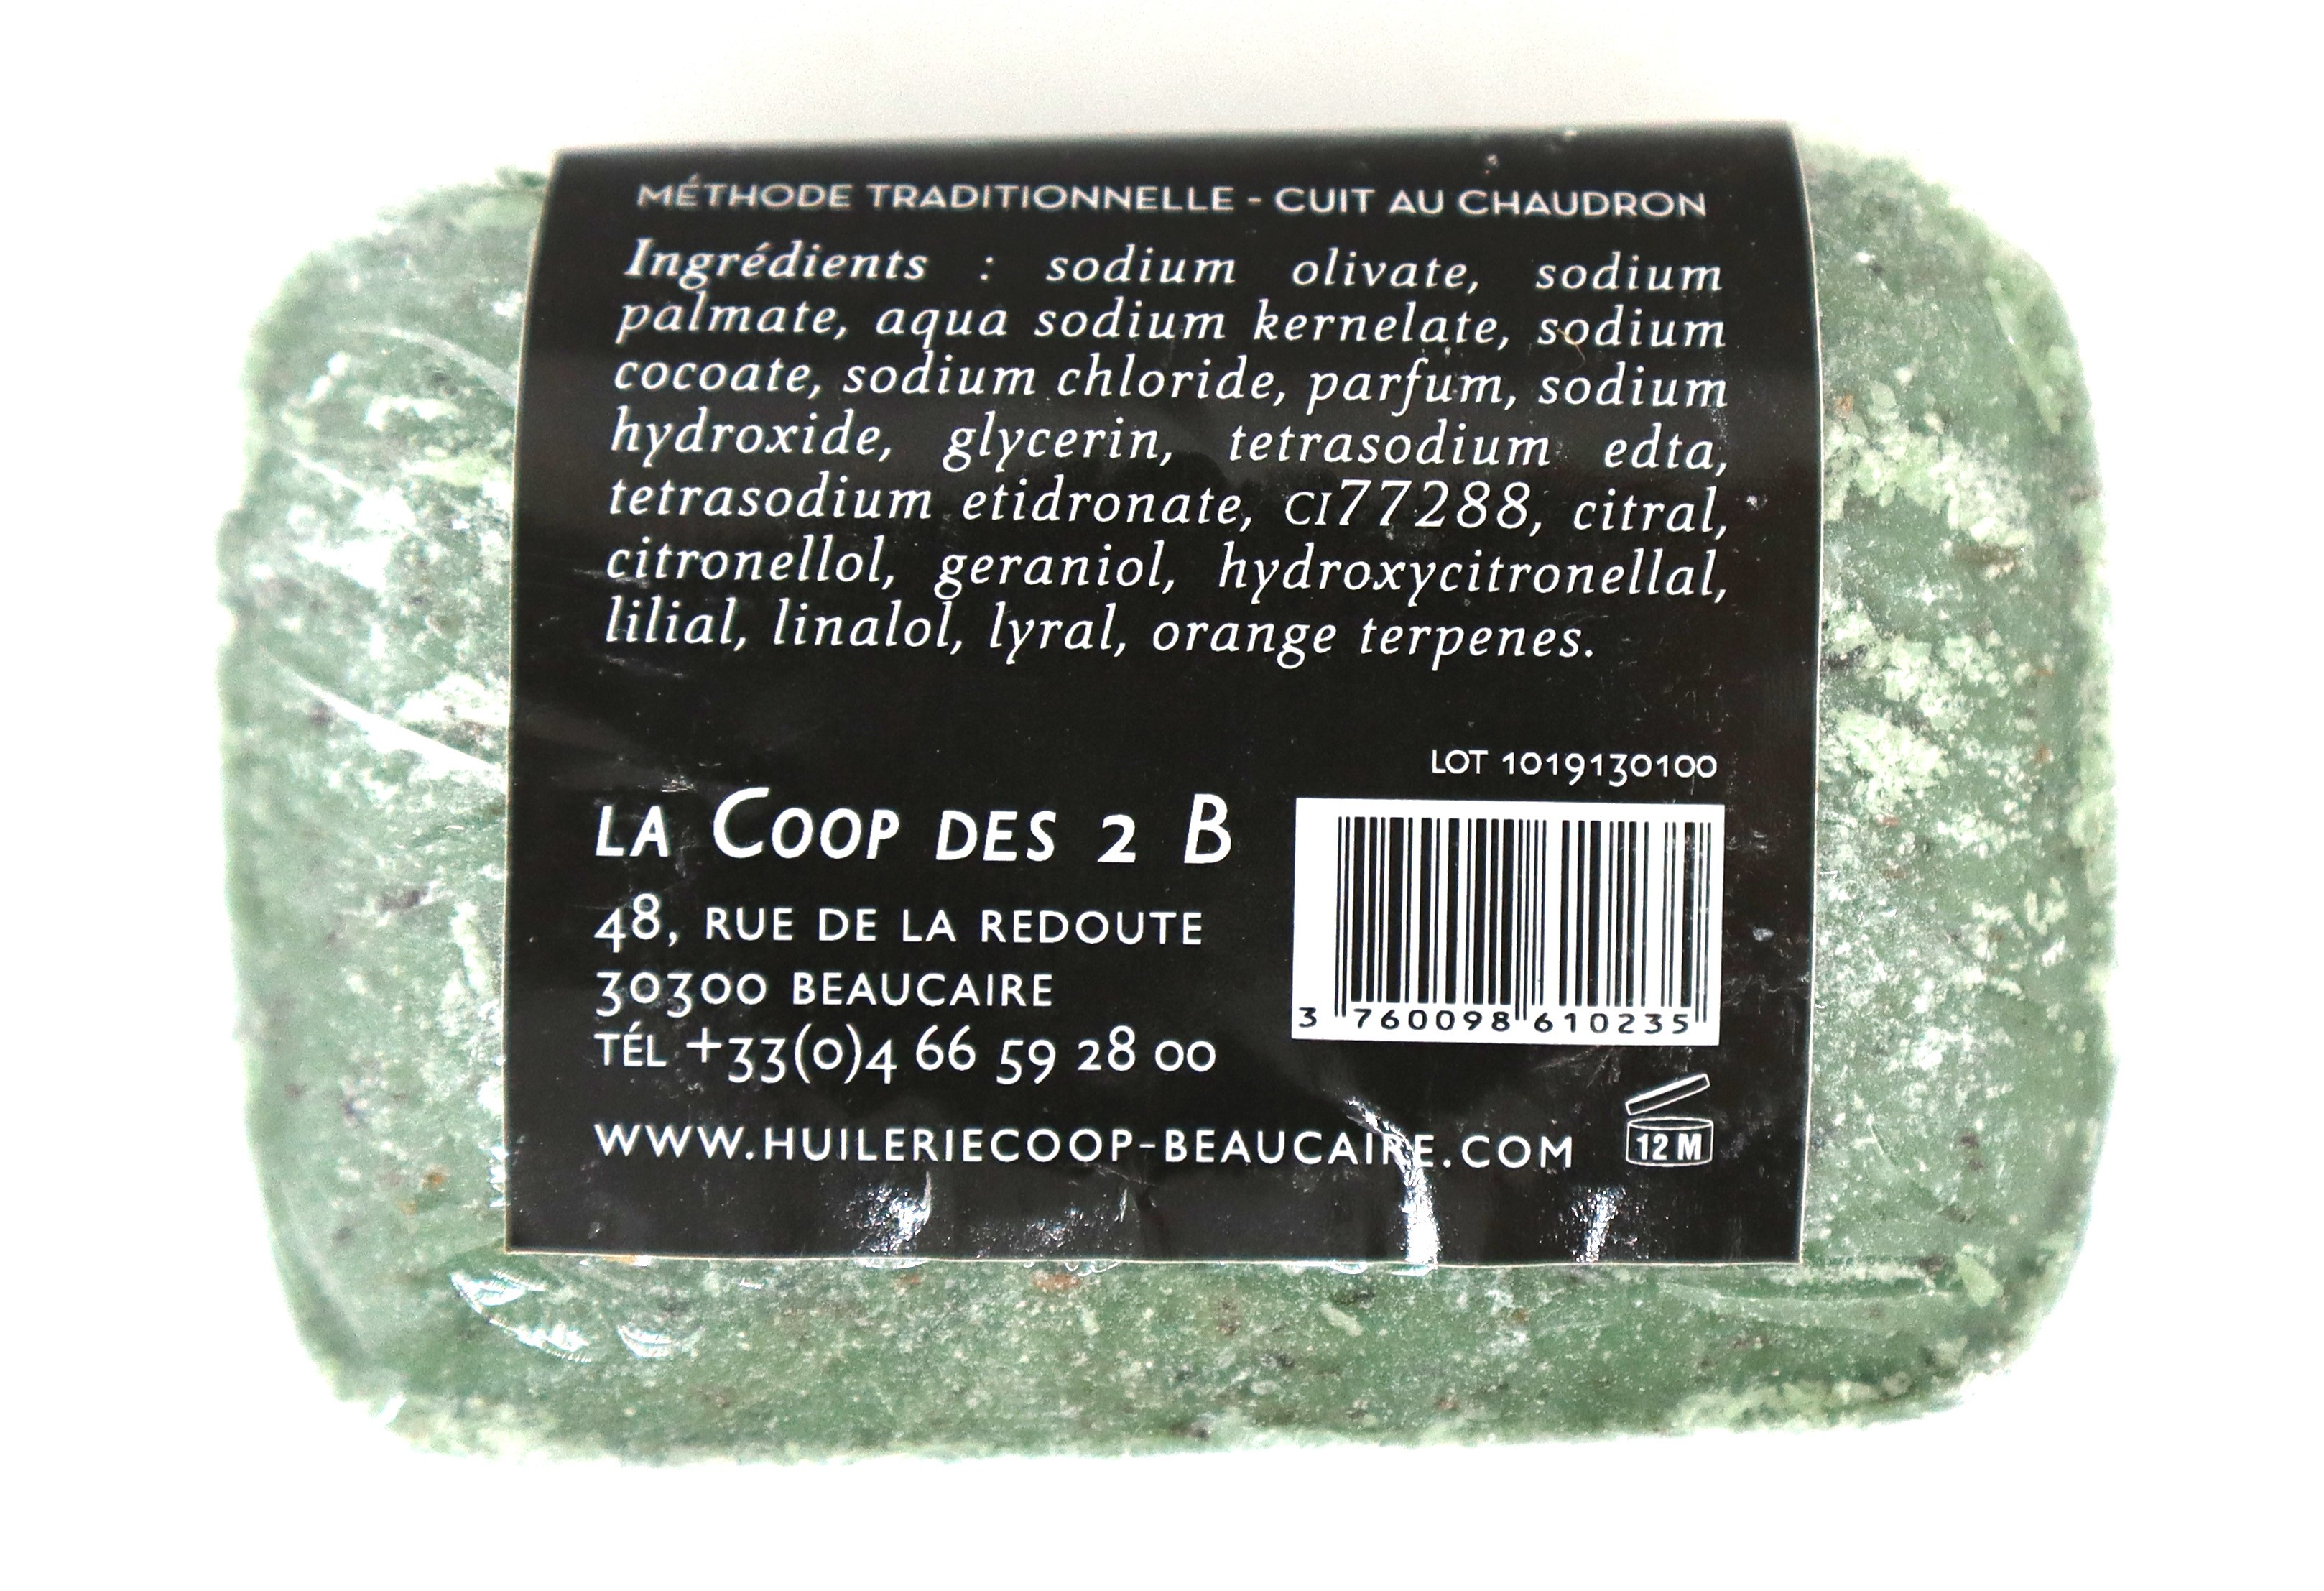 MÉTHODE TRADITIONNELLE - CUIT AU CHAUDRON
Ingrédients : sodium olivate, sodium
palmate, aqua sodium kernelate, sodium
cocoate, sodium chloride, parfum, sodium
hydroxide, glycerin, tetrasodium edta,
tetrasodium etidronate, CI77288, citral,
citronellol, geraniol, hydroxycitronellal,
lilial, linalol, lyral, orange terpenes.
LOT 1019130100
LA COOP DES 2 B
48, RUE DE LA REDOUTE
30300 BEAUCAIRE
TÉL +33(0)4 66 59 28 00
3 760098 610235
WWW.HUILERIECOOP-BEAUCAIRE.COM
12 M